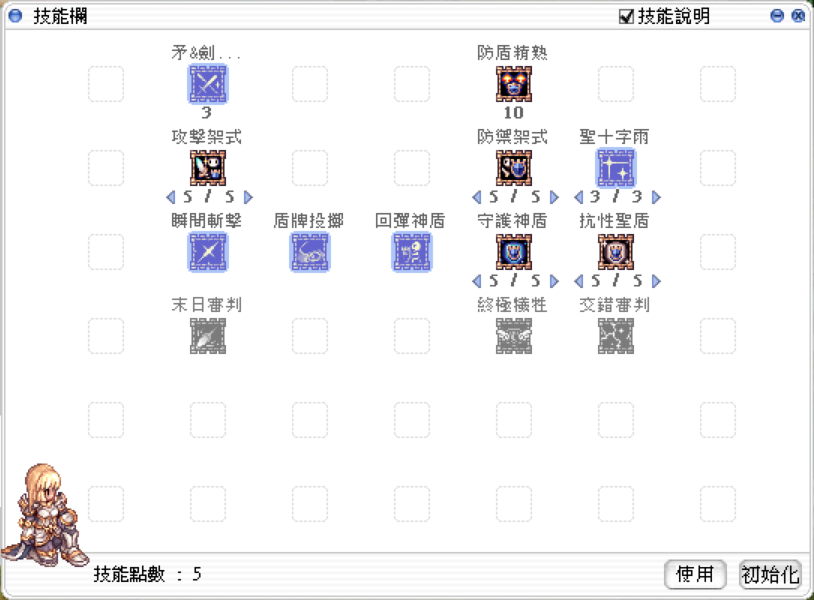 技能欄 技能說明
矛&劍... 防盾精熟
3 10
攻擊架式 防禦架式 聖十字雨
5 / 5 5 / 5 3 / 3
瞬間斬擊 盾牌投擲 回彈神盾 守護神盾 抗性聖盾
5 / 5 5 / 5
末日審判 終極犧牲 交錯審判
技能點數 : 5 使用 初始化